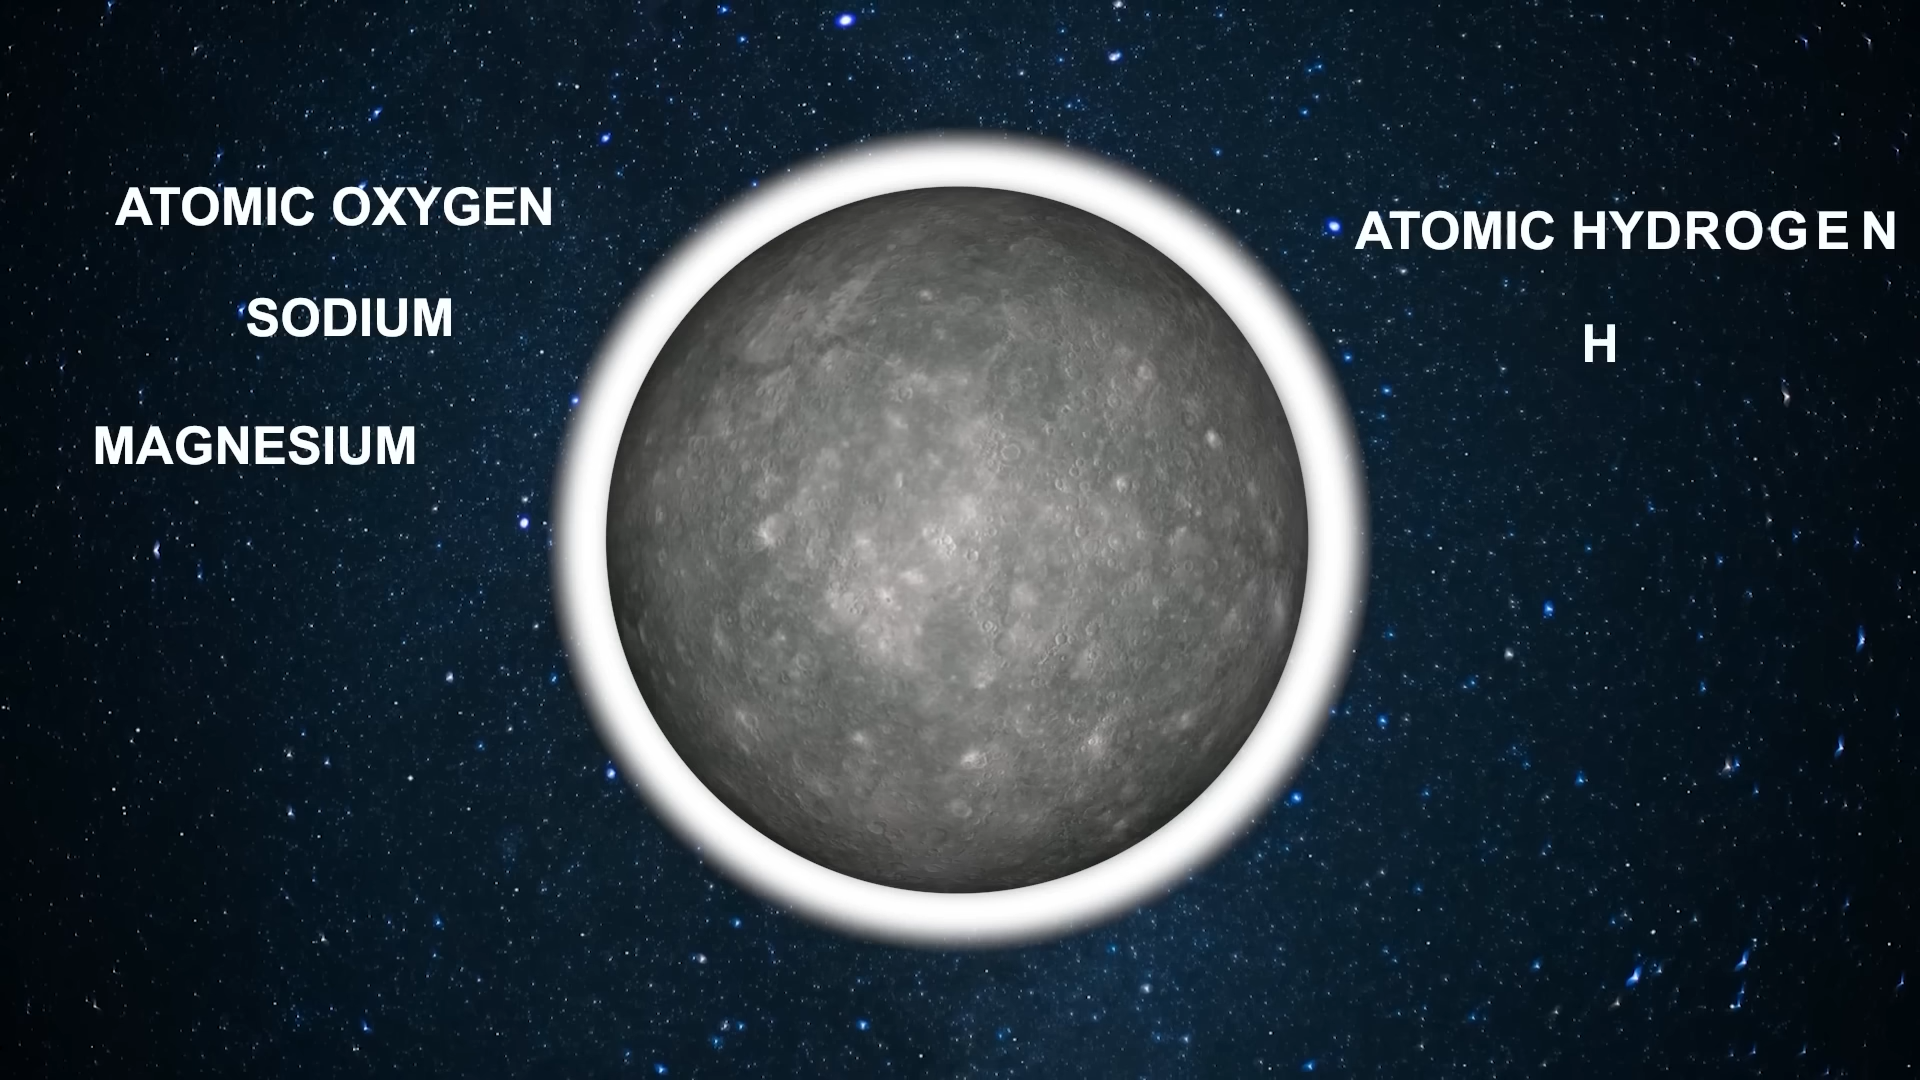 ATOMIC OXYGEN
SODIUM
MAGNESIUM
ATOMIC HYDROGEN
H